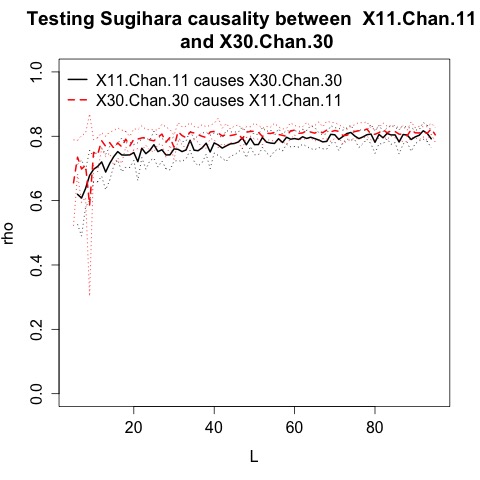 Testing Sugihara causality between X11.Chan.11
and X30.Chan.30
X11.Chan.11 causes X30.Chan.30
X30.Chan.30 causes X11.Chan.11
1.0
0.8
0.6
0.4
0.2
0.0
rho
20 40 60 80
L